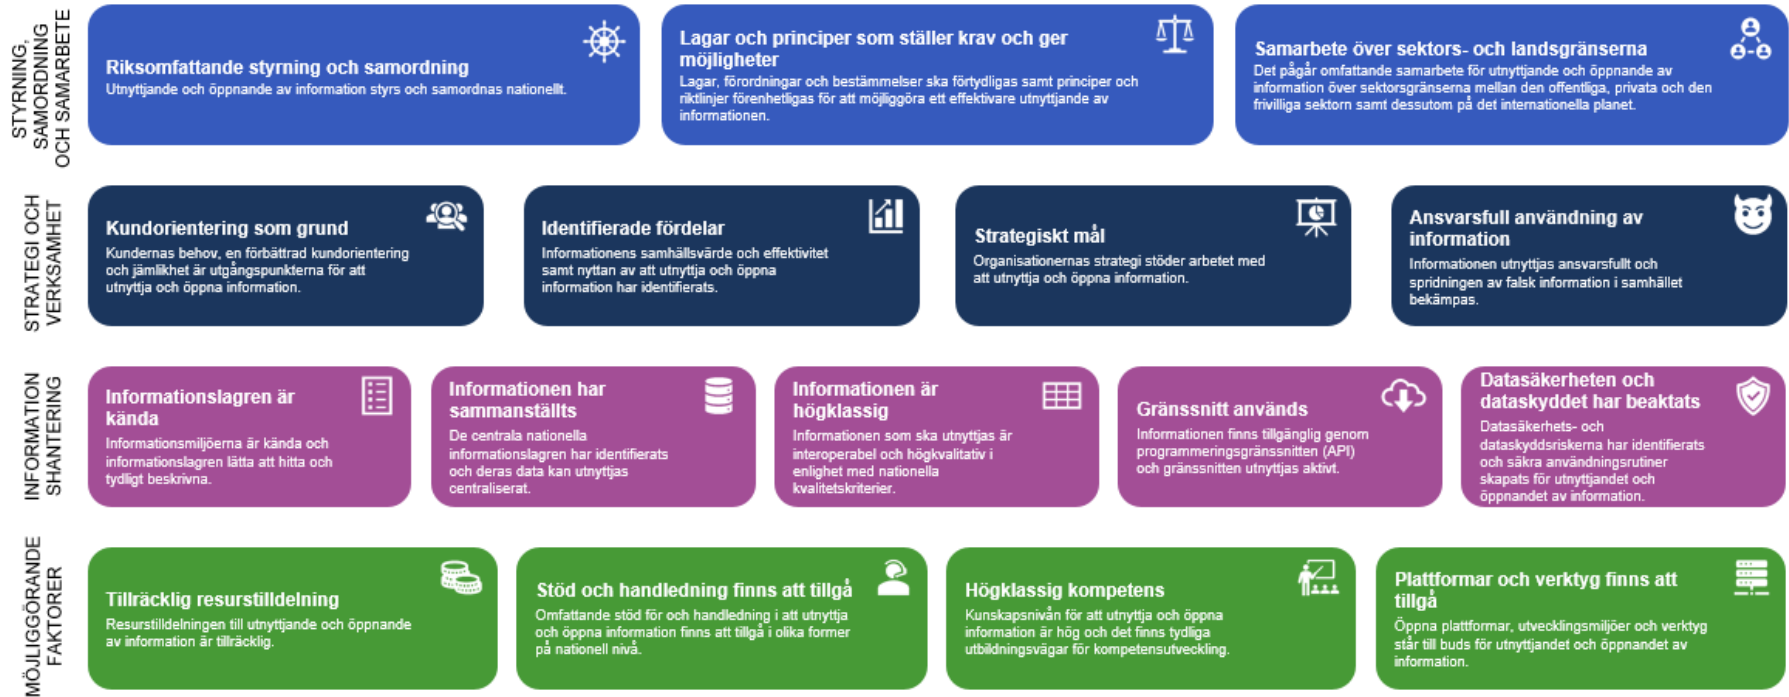 STYRNING,
SAMORDNING
OCH SAMARBETE
Riksomfattande styrning och samordning
Utnyttjande och öppnande av information styrs och samordnas nationellt.
Lagar och principer som ställer krav och ger
möjligheter
Lagar, förordningar och bestämmelser ska förtydligas samt principer och
riktlinjer förenhetligas för att möjliggöra ett effektivare utnyttjande av
informationen.
Samarbete över sektors- och landsgränserna
Det pågår omfattande samarbete för utnyttjande och öppnande av
information över sektorsgränserna mellan den offentliga, privata och den
frivilliga sektorn samt dessutom på det internationella planet.
STRATEGI OCH
VERKSAMHET
Kundorientering som grund
Kundernas behov, en förbättrad kundorientering
och jämlikhet är utgångspunkterna för att
utnyttja och öppna information.
Identifierade fördelar
Informationens samhällsvärde och effektivitet
samt nyttan av att utnyttja och öppna
information har identifierats.
Strategiskt mål
Organisationernas strategi stöder arbetet med
att utnyttja och öppna information.
Ansvarsfull användning av
information
Informationen utnyttjas ansvarsfullt och
spridningen av falsk information i samhället
bekämpas.
INFORMATION
SHANTERING
Informationslagren är
kända
Informationsmiljöerna är kända och
informationslagren lätta att hitta och
tydligt beskrivna.
Informationen har
sammanställts
De centrala nationella
informationslagren har identifierats
och deras data kan utnyttjas
centraliserat.
Informationen är
högklassig
Informationen som ska utnyttjas är
interoperabel och högkvalitativ i
enlighet med nationella
kvalitetskriterier.
Gränssnitt används
Informationen finns tillgänglig genom
programmeringsgränssnitten (API)
och gränssnitten utnyttjas aktivt.
Datasäkerheten och
dataskyddet har beaktats
Datasäkerhets- och
dataskyddsriskerna har identifierats
och säkra användningsrutiner
skapats för utnyttjandet och
öppnandet av information.
MÖJLIGGÖRANDE
FAKTORER
Tillräcklig resurstilldelning
Resurstilldelningen till utnyttjande och öppnande
av information är tillräcklig.
Stöd och handledning finns att tillgå
Omfattande stöd för och handledning i att utnyttja
och öppna information finns att tillgå i olika former
på nationell nivå.
Högklassig kompetens
Kunskapsnivån för att utnyttja och öppna
information är hög och det finns tydliga
utbildningsvägar för kompetensutveckling.
Plattformar och verktyg finns att
tillgå
Öppna plattformar, utvecklingsmiljöer och verktyg
står till buds för utnyttjandet och öppnandet av
information.